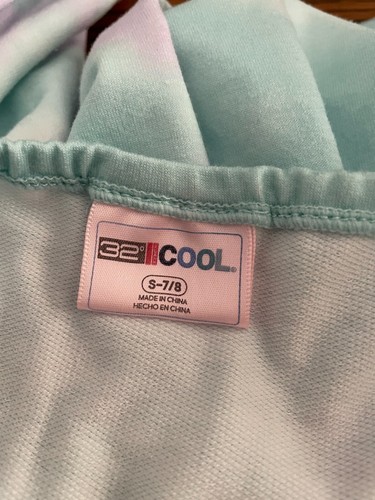 32° COOL®
S-7/8
MADE IN CHINA
HECHO EN CHINA